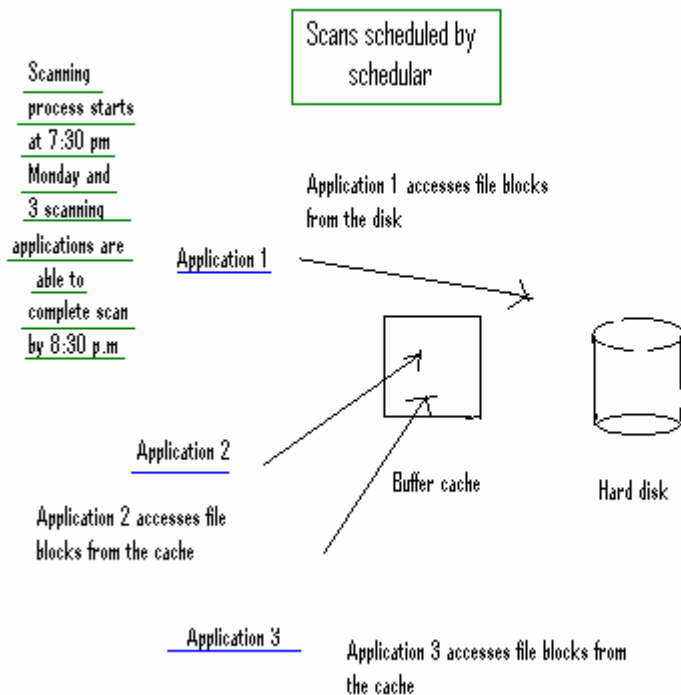 Scans scheduled by
schedular
Scanning
process starts
at 7:30 pm
Monday and
3 scanning
applications are
able to
complete scan
by 8:30 p.m
Application 1 accesses file blocks
from the disk
Application 1
Application 2
Buffer cache
Hard disk
Application 2 accesses file
blocks from the cache
Application 3
Application 3 accesses file blocks from
the cache